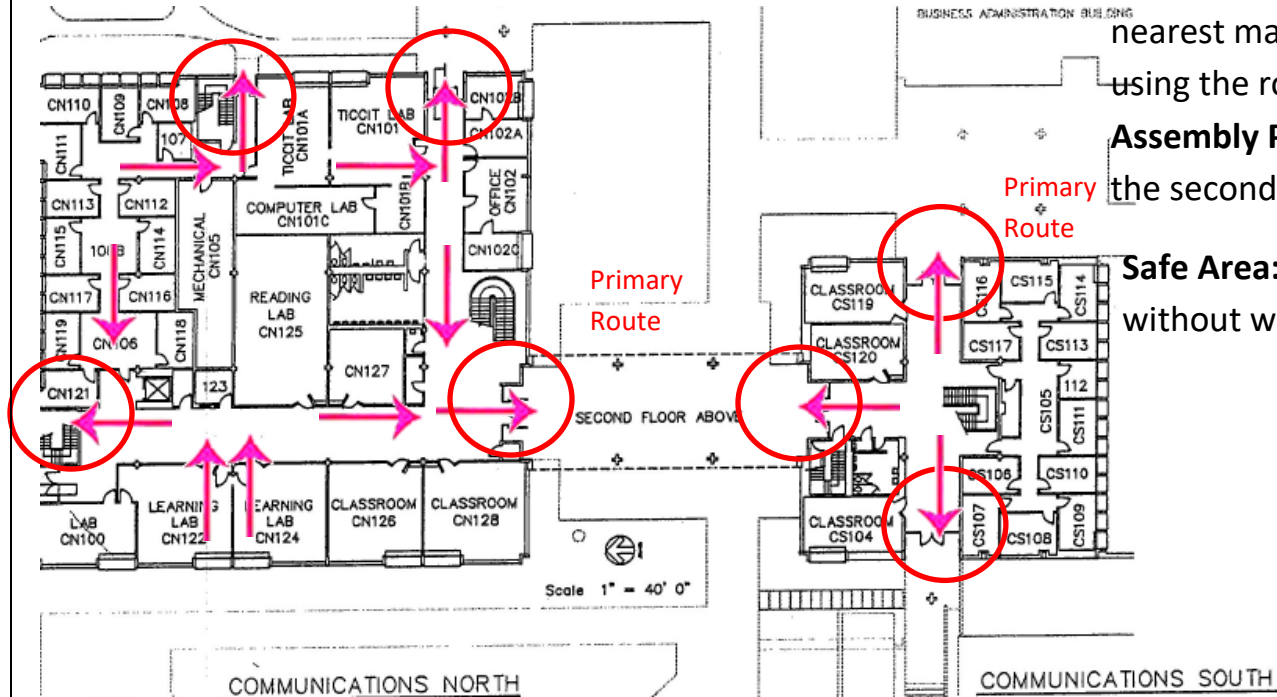 BUSINESS ADMINISTRATION BUILDING
nearest ma
using the ro
Assembly P
the second
Safe Area:
without w
Primary
Route
Primary
Route
CN110
CN109
CN108
107
CN111
CN113
CN112
CN115
CN114
CN117
CN116
CN119
CN106
CN118
CN121
123
MECHANICAL
CN105
TICCIT LAB
CN101A
TICCIT LAB
CN101
CN102B
CN102A
OFFICE
CN102
CN101B
COMPUTER LAB
CN101C
CN102C
READING
LAB
CN125
CN127
LAB
CN100
LEARNING
LAB
CN122
LEARNING
LAB
CN124
CLASSROOM
CN126
CLASSROOM
CN128
SECOND FLOOR ABOVE
CLASSROOM
CS119
CLASSROOM
CS120
CS116
CS115
CS114
CS117
CS113
112
CS105
CS111
CS106
CS110
CLASSROOM
CS104
CS107
CS108
CS109
Scale 1" = 40' 0"
COMMUNICATIONS NORTH
COMMUNICATIONS SOUTH